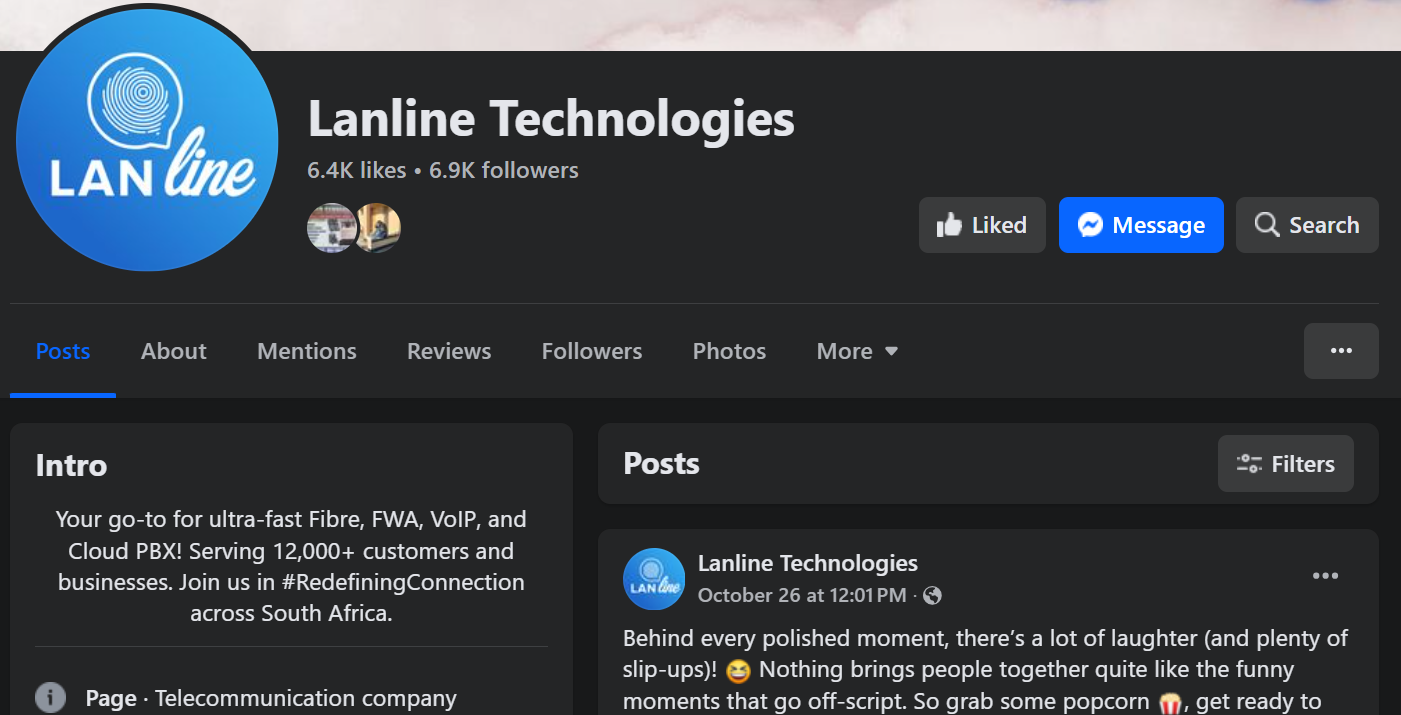 LAN line
Lanline Technologies
6.4K likes • 6.9K followers
Liked
Message
Search
Posts
About
Mentions
Reviews
Followers
Photos
More
Intro
Your go-to for ultra-fast Fibre, FWA, VoIP, and
Cloud PBX! Serving 12,000+ customers and
businesses. Join us in #RedefiningConnection
across South Africa.
Page · Telecommunication company
Posts
Filters
LAN line
Lanline Technologies
October 26 at 12:01 PM ·
Behind every polished moment, there’s a lot of laughter (and plenty of
slip-ups)! 😆 Nothing brings people together quite like the funny
moments that go off-script. So grab some popcorn 🍿, get ready to